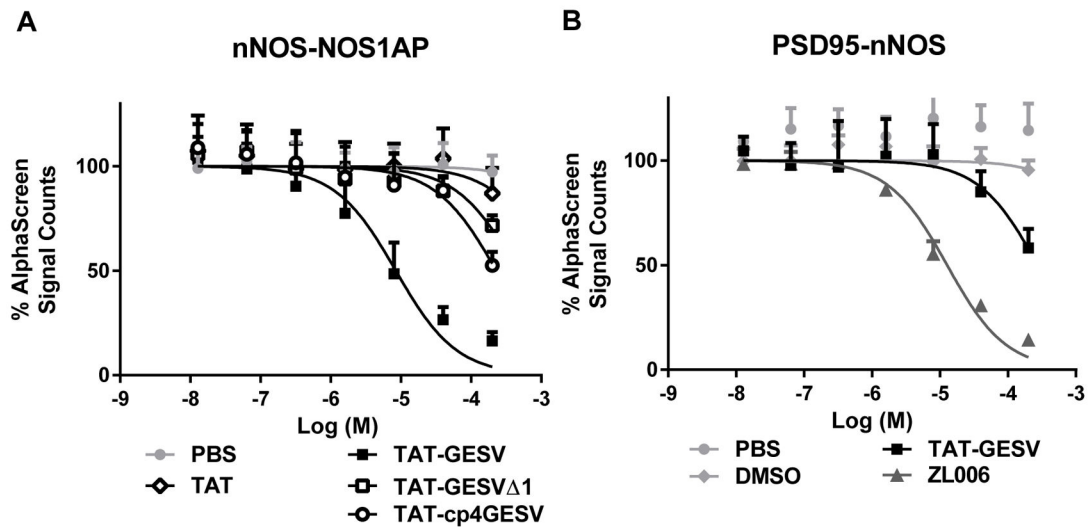 A
nNOS-NOS1AP
% AlphaScreen
Signal Counts
100
50
0
-9 -8 -7 -6 -5 -4 -3
Log (M)
PBS
TAT
TAT-GESV
TAT-GESVΔ1
TAT-cp4GESV
B
PSD95-nNOS
% AlphaScreen
Signal Counts
100
50
0
-9 -8 -7 -6 -5 -4 -3
Log (M)
PBS
DMSO
TAT-GESV
ZL006